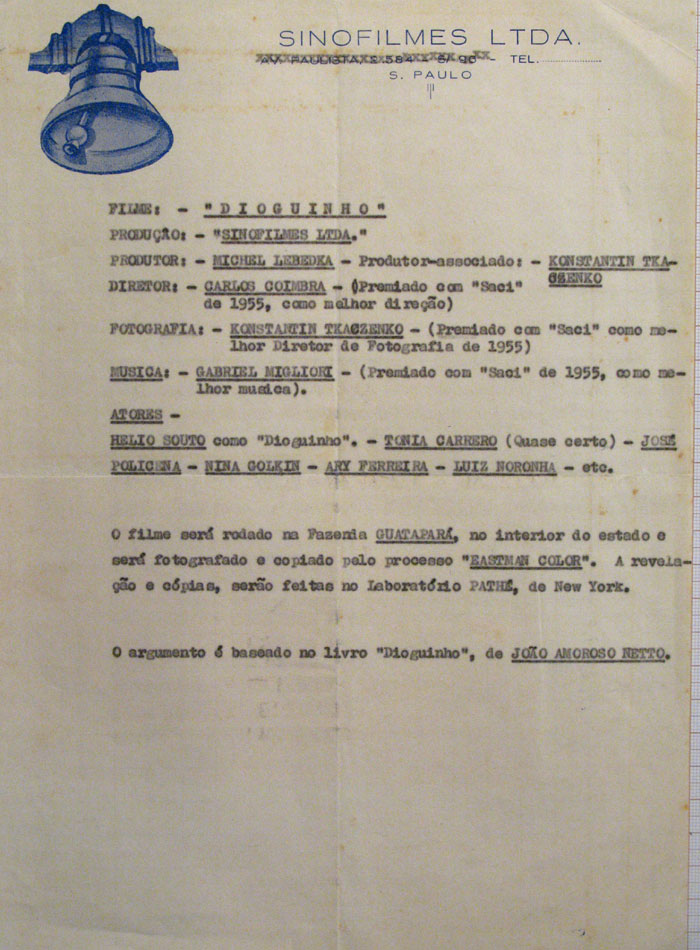 SINOFILMES LTDA.
AV. PAULISTA, 2.584 - S/ 90 - TEL.
S. PAULO
FILME: - "DIOGUINHO"
PRODUÇÃO: - "SINOFILMES LTDA."
PRODUTOR: - MICHEL LEBEDKA - Produtor-associado: - KONSTANTIN TKA-
CZENKO
DIRETOR: - CARLOS COIMBRA - (Premiado com "Saci"
de 1955, como melhor direção)
FOTOGRAFIA: - KONSTANTIN TKACZENKO - (Premiado com "Saci" como me-
lhor Diretor de Fotografia de 1955)
MUSICA: - GABRIEL MIGLIORI - (Premiado com "Saci" de 1955, como me-
lhor musica).
ATORES -
HELIO SOUTO como "Dioguinho". - TONIA CARRERO (Quase certo) - JOSÉ
POLICENA - NINA GOLKIN - ARY FERREIRA - LUIZ NORONHA - etc.
O filme será rodado na Fazenda GUATAPARÁ, no interior do estado e
será fotografado e copiado pelo processo "EASTMAN COLOR". A revela-
ção e cópias, serão feitas no Laboratório PATHÉ, de New York.
O argumento é baseado no livro "Dioguinho", de JOÃO AMOROSO NETTO.